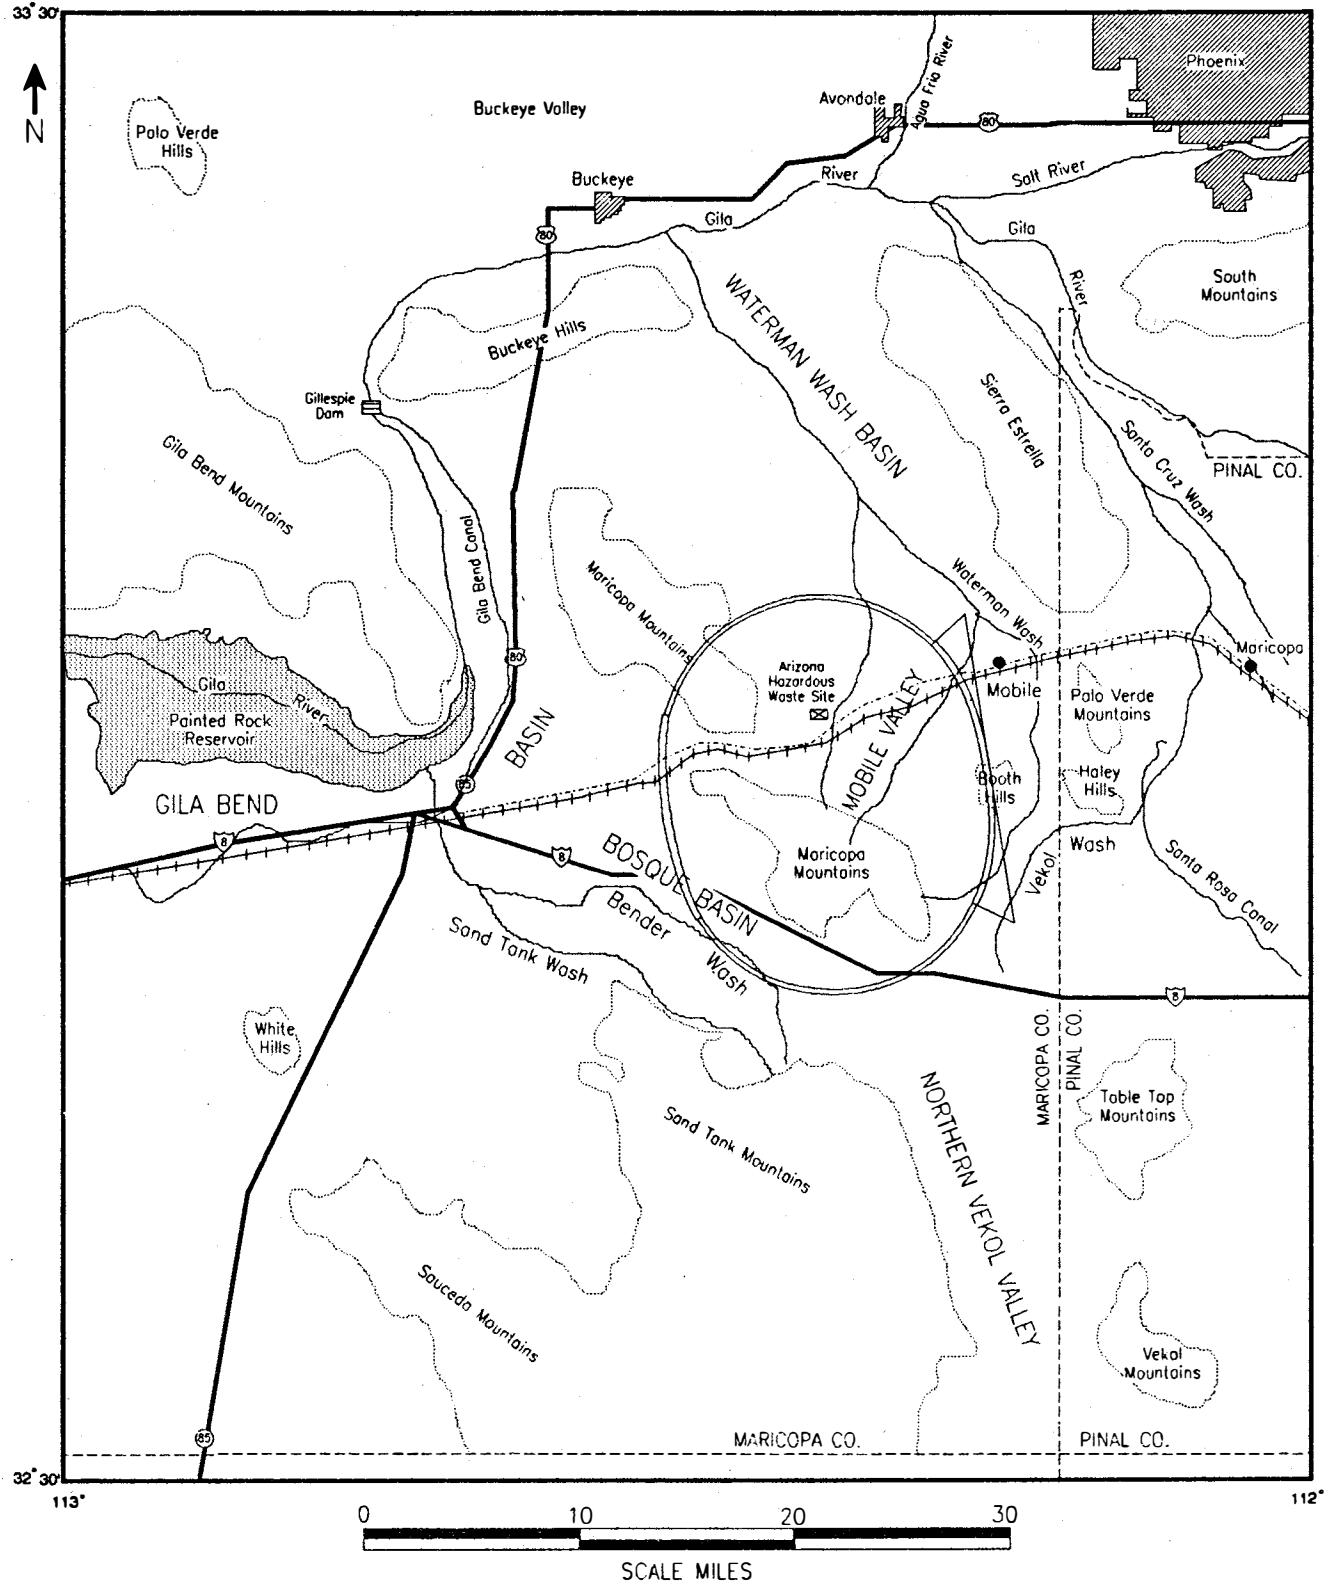 33° 30'
N
Phoenix
Agua Fria River
Avondale
80
Buckeye Valley
Palo Verde
Hills
Buckeye
River
Salt River
Gila
Gila
River
80
South
Mountains
WATERMAN WASH BASIN
Buckeye Hills
Gillespie
Dam
Sierra Estrella
Santa Cruz Wash
PINAL CO.
Gila Bend Mountains
Gila Bend Canal
Maricopa Mountains
Waterman Wash
80
Arizona
Hazardous
Waste Site
Maricopa
Mobile
Palo Verde
Mountains
Gila
River
Painted Rock
Reservoir
BASIN
MOBILE VALLEY
Booth
Hills
Haley
Hills
85
GILA BEND
8
8
BOSQUE BASIN
Maricopa
Mountains
Vekol
Wash
Santa Rosa Canal
Bender
Wash
Sand Tank Wash
8
White
Hills
MARICOPA CO.
PINAL CO.
Table Top
Mountains
NORTHERN VEKOL VALLEY
Sand Tank Mountains
Sauceda Mountains
Vekol
Mountains
85
MARICOPA CO.
PINAL CO.
32° 30'
113°
112°
0 10 20 30
SCALE MILES